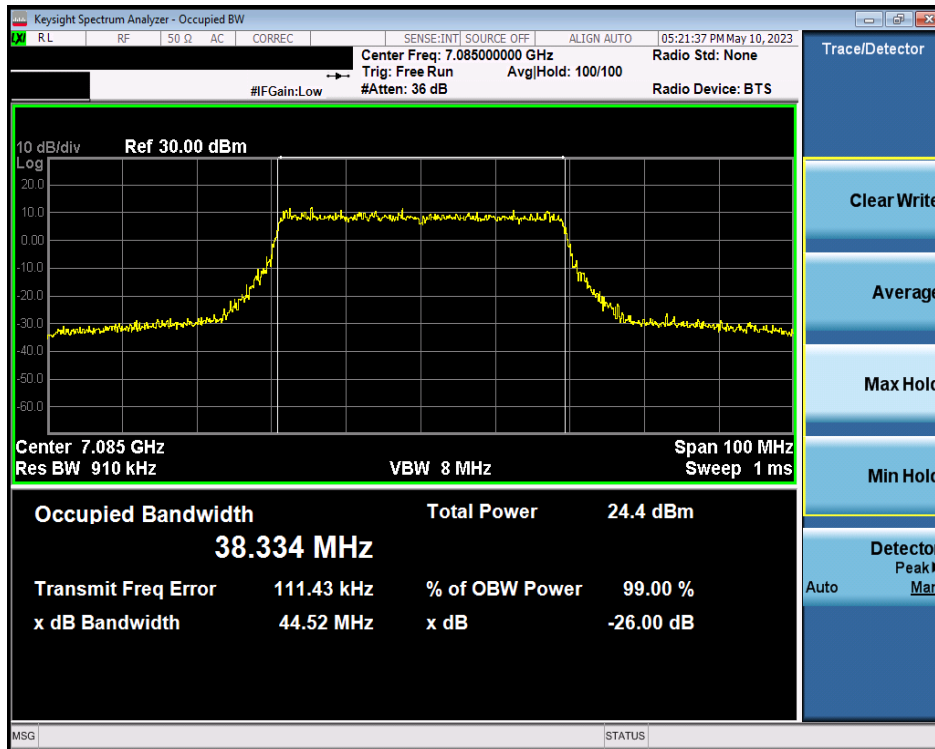 Keysight Spectrum Analyzer - Occupied BW
LXI RL RF 50 Ω AC CORREC SENSE:INT SOURCE OFF ALIGN AUTO 05:21:37 PM May 10, 2023
Center Freq: 7.085000000 GHz Radio Std: None
Trig: Free Run Avg|Hold: 100/100
#IFGain:Low #Atten: 36 dB Radio Device: BTS
10 dB/div Ref 30.00 dBm
Log
20.0
10.0
0.00
-10.0
-20.0
-30.0
-40.0
-50.0
-60.0
Center 7.085 GHz Span 100 MHz
Res BW 910 kHz VBW 8 MHz Sweep 1 ms
Occupied Bandwidth Total Power 24.4 dBm
38.334 MHz
Transmit Freq Error 111.43 kHz % of OBW Power 99.00 %
x dB Bandwidth 44.52 MHz x dB -26.00 dB
MSG STATUS
Trace/Detector
Clear Write
Average
Max Hold
Min Hold
Detector
Peak
Auto Man